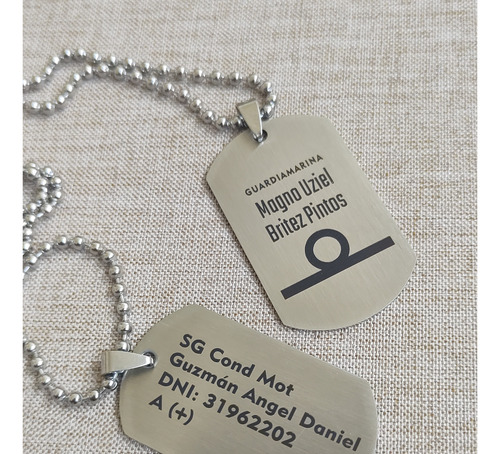 GUARDIAMARINA
Magno Uziel
Britez Pintos
SG Cond Mot
Guzmán Angel Daniel
DNI: 31962202
A (+)